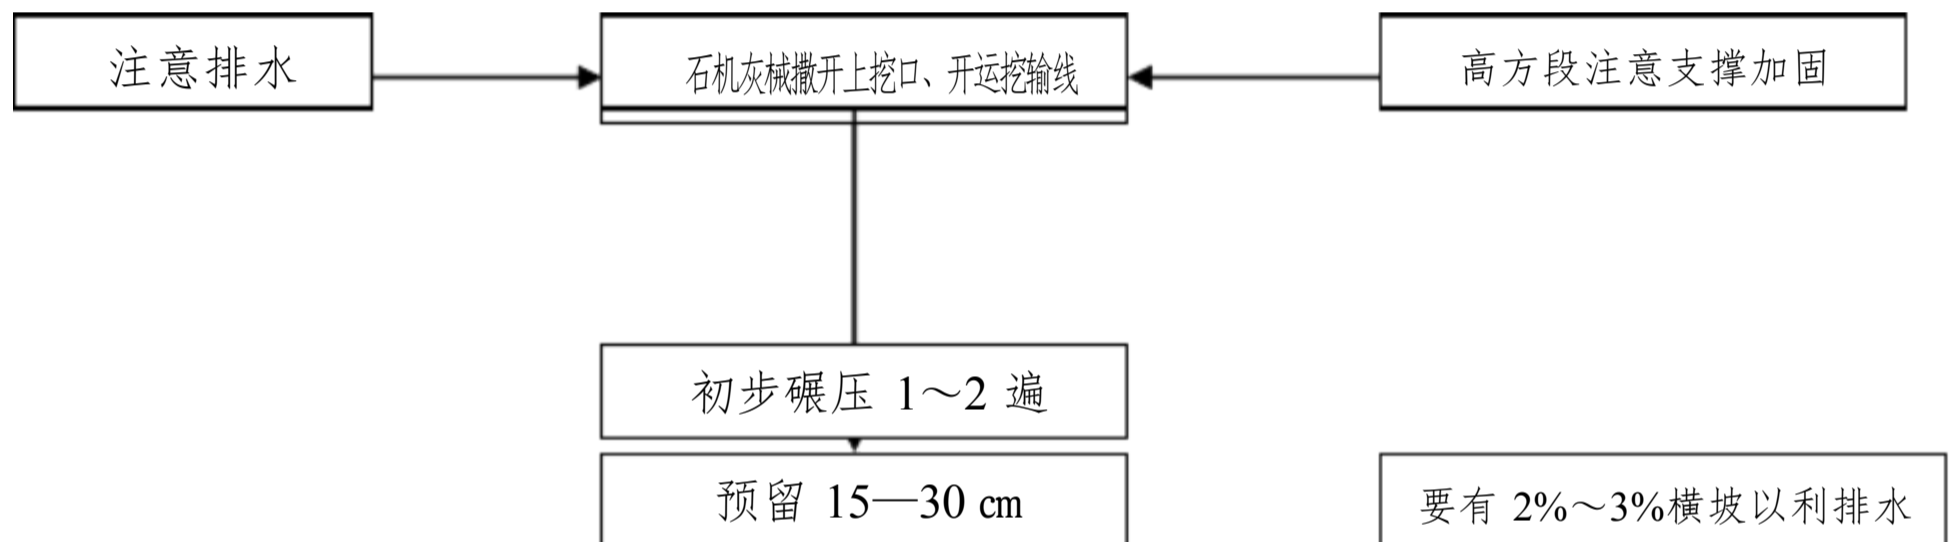 注意排水
石机灰械撒开上挖口、开运挖输线
高方段注意支撑加固
初步碾压 1～2 遍
预留 15—30 cm
要有 2%～3%横坡以利排水